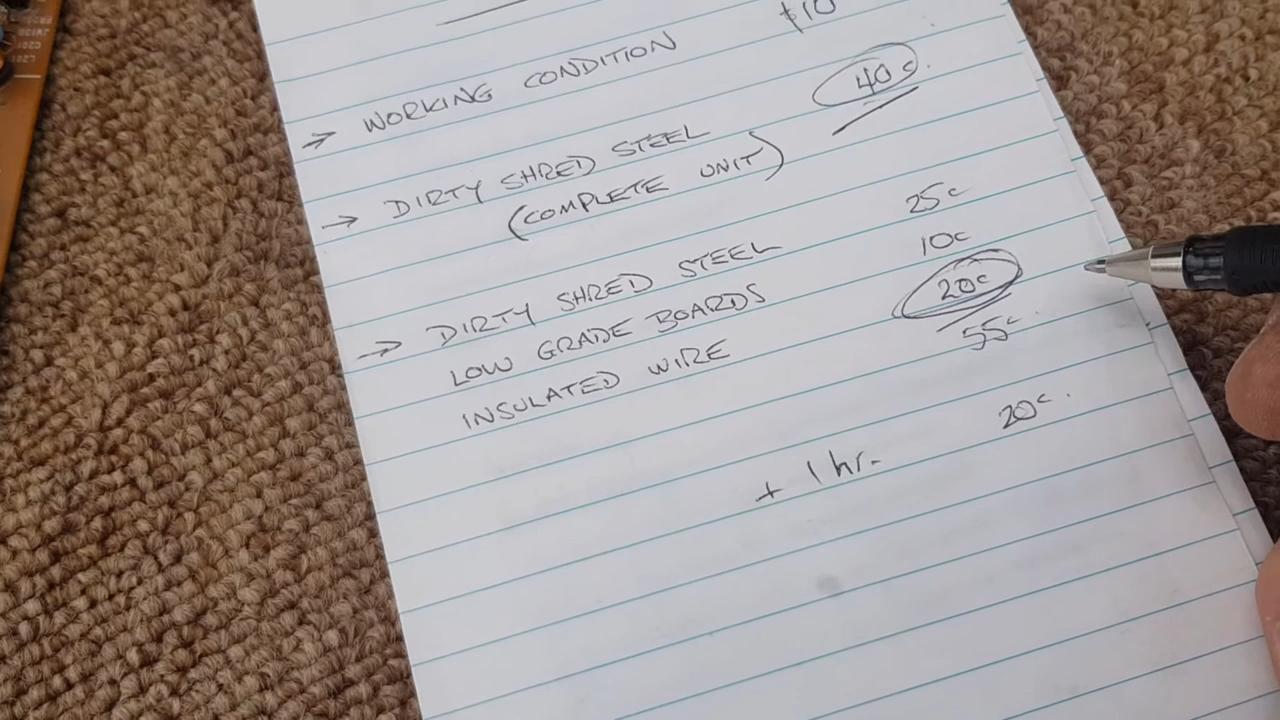 → WORKING CONDITION $10
→ DIRTY SHRED STEEL 40c.
(COMPLETE UNIT)
→ DIRTY SHRED STEEL 25c
LOW GRADE BOARDS 10c
INSULATED WIRE 20c
55c.
+ 1 hr. 20c.